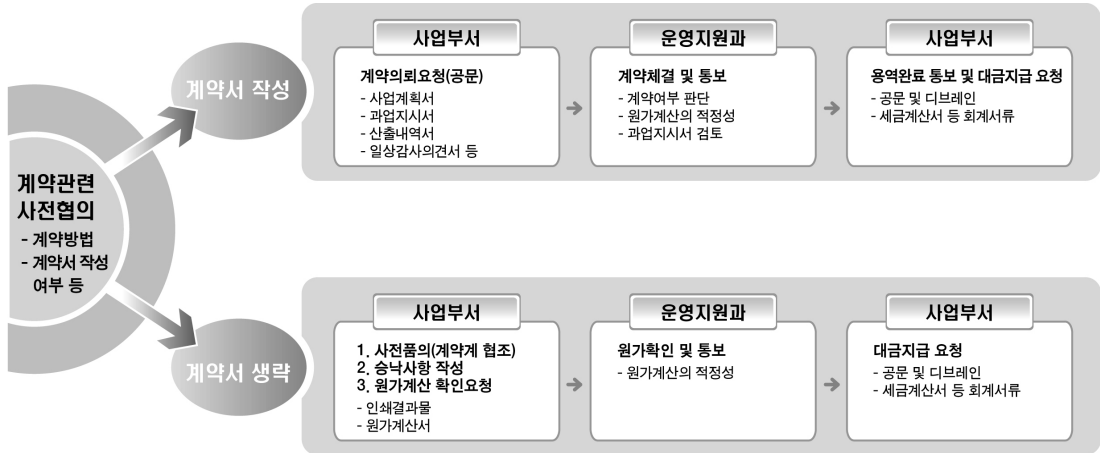 계약관련
사전협의
- 계약방법
- 계약서 작성
여부 등
계약서 작성
사업부서
계약의뢰요청(공문)
- 사업계획서
- 과업지시서
- 산출내역서
- 일상감사의견서 등
운영지원과
계약체결 및 통보
- 계약여부 판단
- 원가계산의 적정성
- 과업지시서 검토
사업부서
용역완료 통보 및 대금지급 요청
- 공문 및 디브레인
- 세금계산서 등 회계서류
계약서 생략
사업부서
1. 사전품의(계약계 협조)
2. 승낙사항 작성
3. 원가계산 확인요청
- 인쇄결과물
- 원가계산서
운영지원과
원가확인 및 통보
- 원가계산의 적정성
사업부서
대금지급 요청
- 공문 및 디브레인
- 세금계산서 등 회계서류